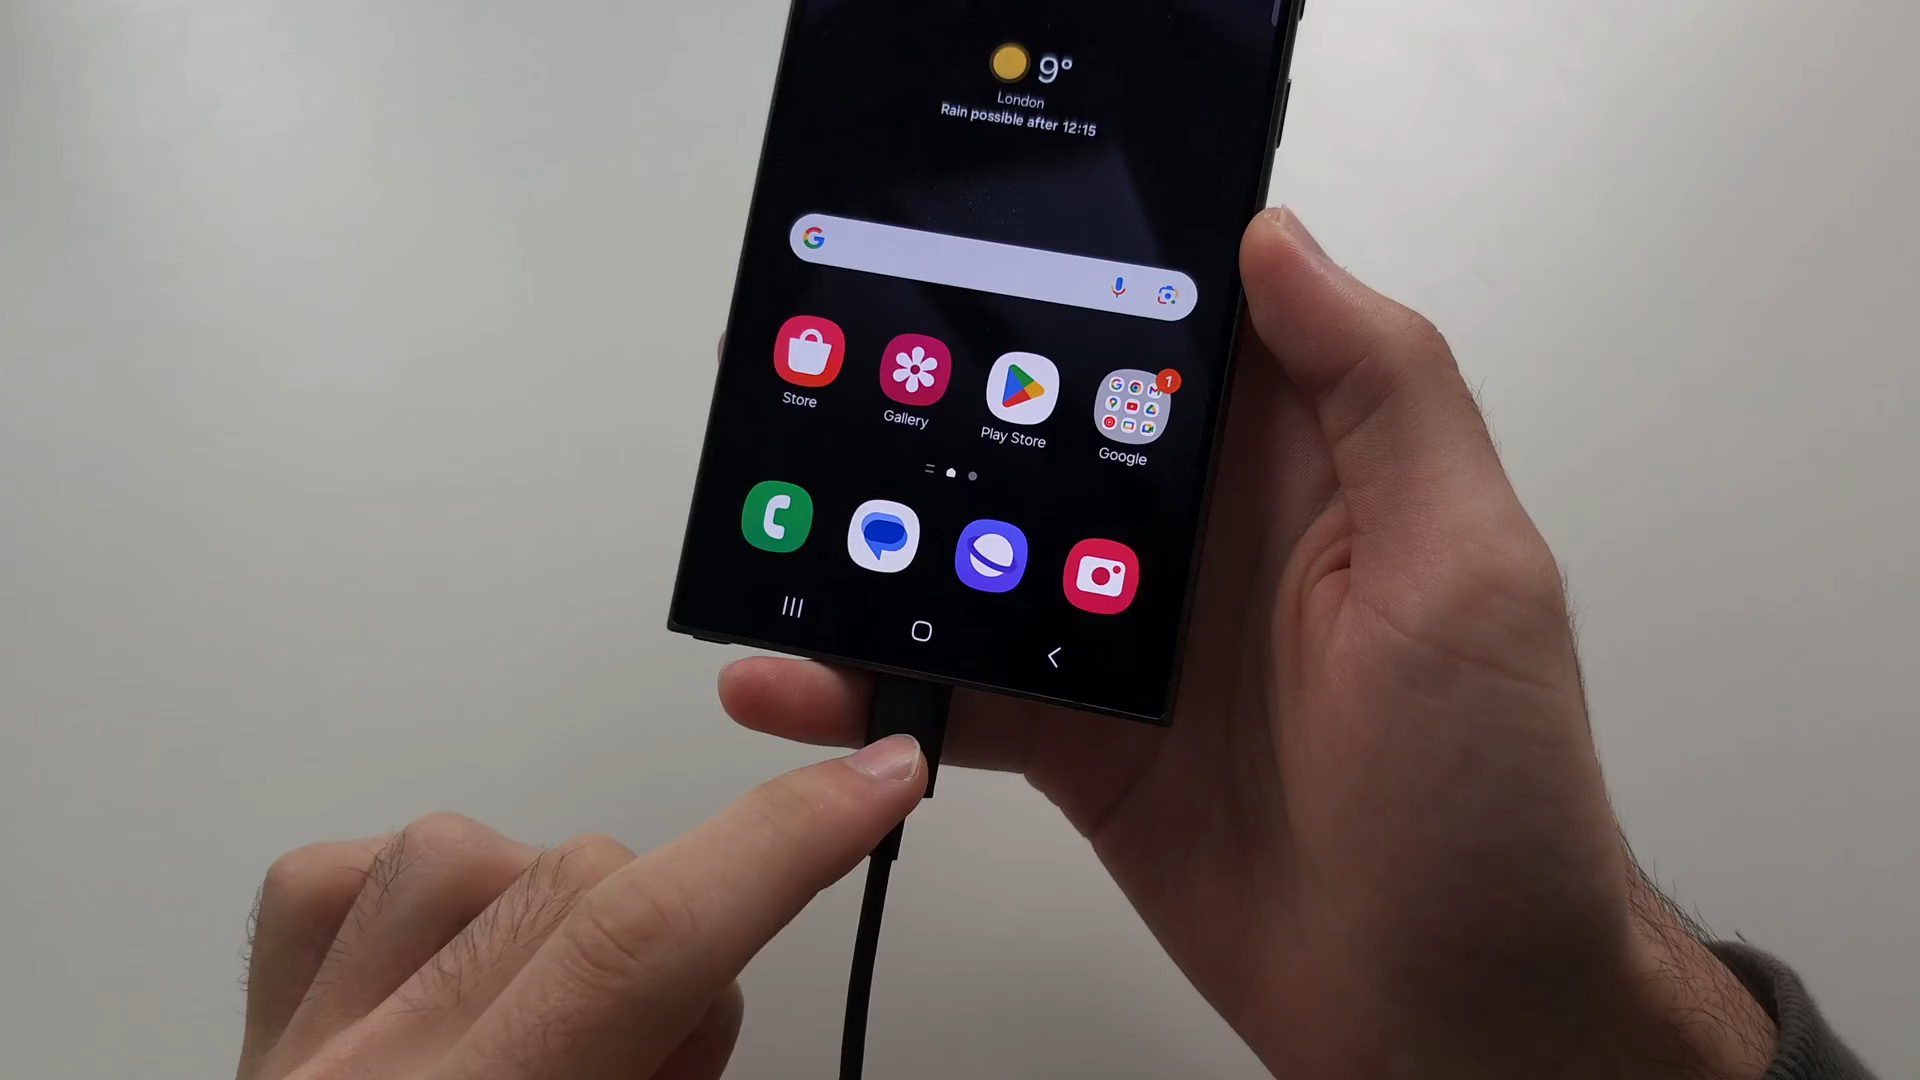 9°
London
Rain possible after 12:15
G
Store
Gallery
Play Store
1
Google